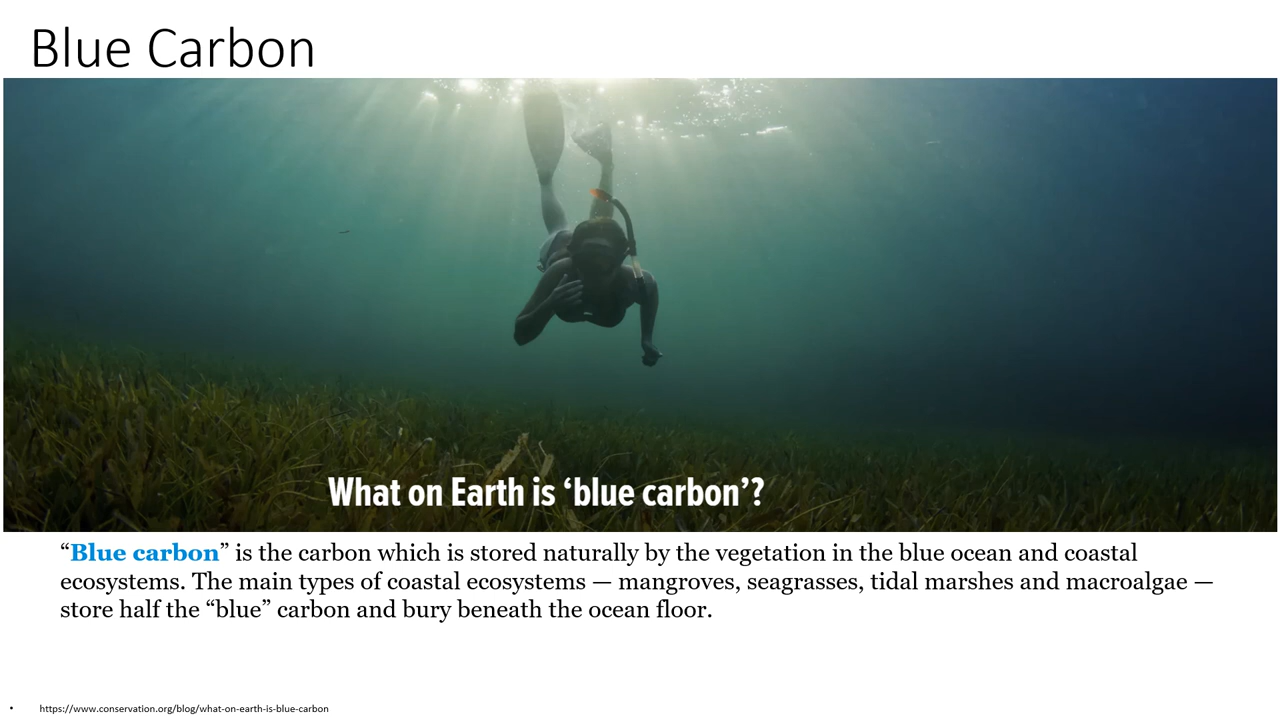 Blue Carbon
What on Earth is ‘blue carbon’?
“Blue carbon” is the carbon which is stored naturally by the vegetation in the blue ocean and coastal
ecosystems. The main types of coastal ecosystems — mangroves, seagrasses, tidal marshes and macroalgae —
store half the “blue” carbon and bury beneath the ocean floor.
• https://www.conservation.org/blog/what-on-earth-is-blue-carbon